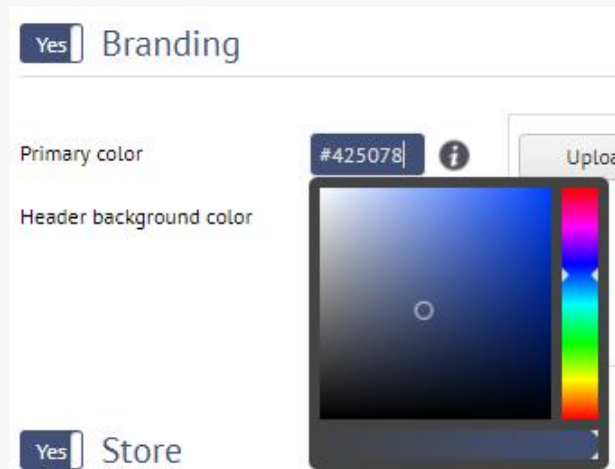 Yes Branding
Primary color #425078 i
Header background color
Yes Store